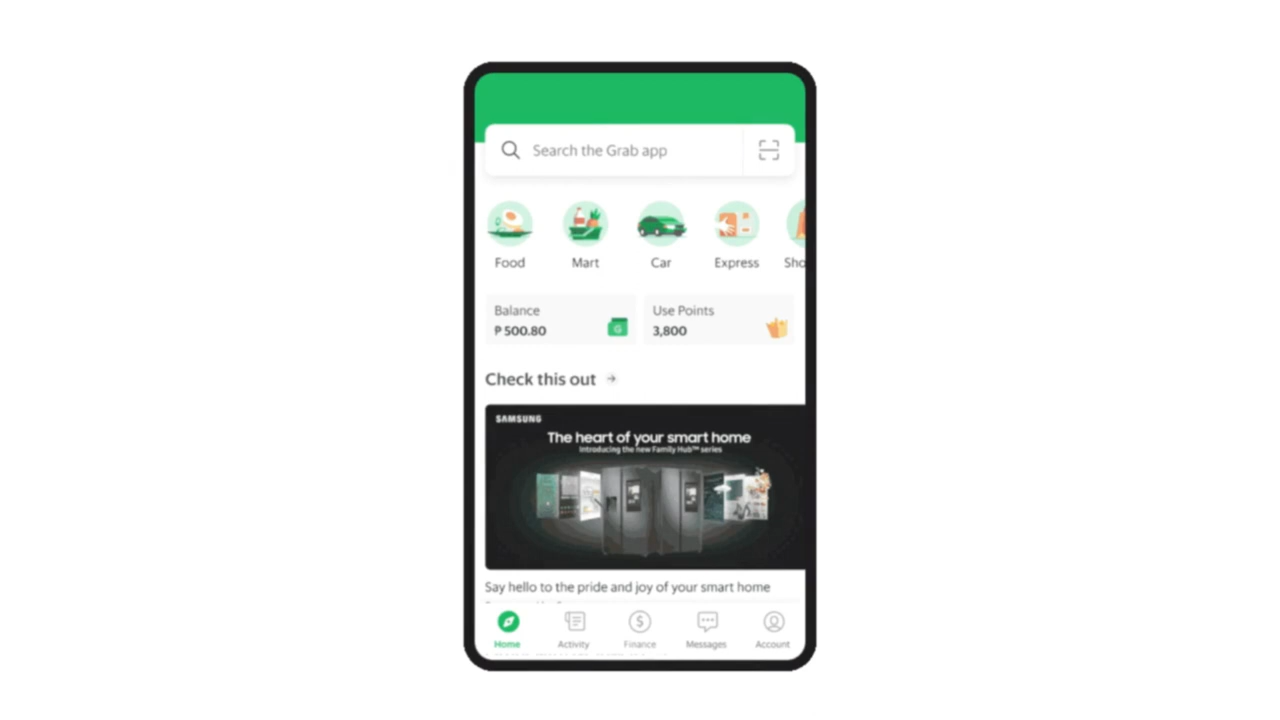 Search the Grab app
Food
Mart
Car
Express
Sho
Balance
₱ 500.80
G
Use Points
3,800
Check this out →
SAMSUNG
The heart of your smart home
Introducing the new Family Hub™ series
Say hello to the pride and joy of your smart home
Home
Activity
Finance
Messages
Account